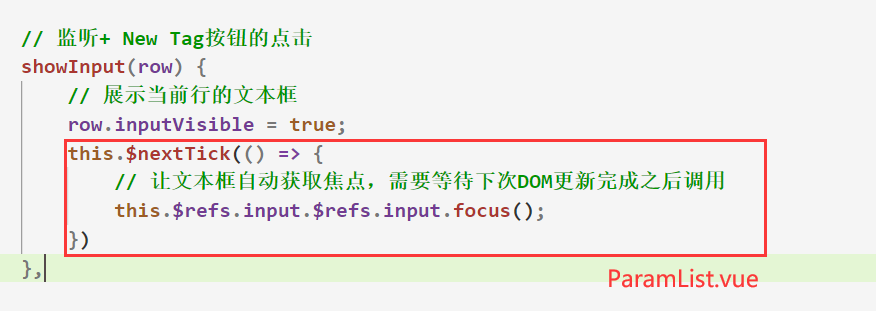 // 监听+ New Tag按钮的点击
showInput(row) {
// 展示当前行的文本框
row.inputVisible = true;
this.$nextTick(() => {
// 让文本框自动获取焦点，需要等待下次DOM更新完成之后调用
this.$refs.input.$refs.input.focus();
})
},
ParamList.vue